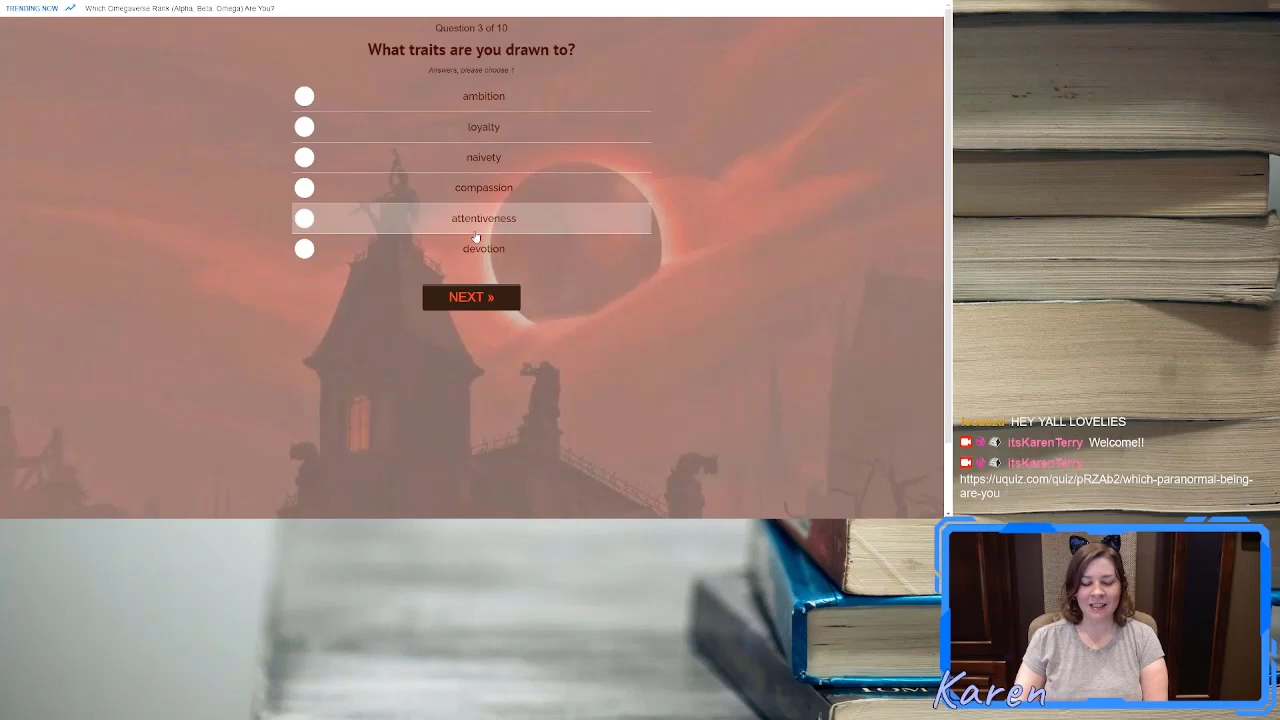 TRENDING NOW Which Omegaverse Rank (Alpha, Beta, Omega) Are You?
Question 3 of 10
What traits are you drawn to?
Answers, please choose 1
ambition
loyalty
naivety
compassion
attentiveness
devotion
NEXT »
HEY YALL LOVELIES
itsKarenTerry Welcome!!
itsKarenTerry
https://uquiz.com/quiz/pRZAb2/which-paranormal-being-
are-you
Karen